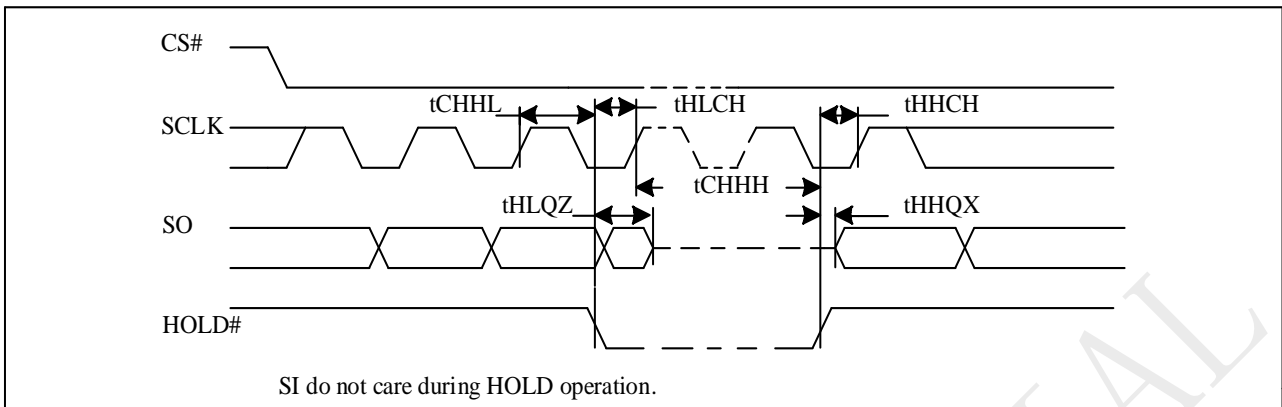 CS#
tCHHL tHLCH tHHCH
SCLK
tCHHH
tHLQZ tHHQX
SO
HOLD#
SI do not care during HOLD operation.